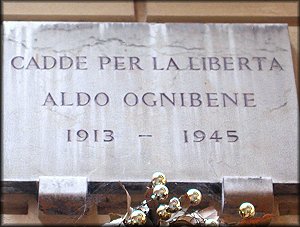 CADDE PER LA LIBERTA
ALDO OGNIBENE
1913 - 1945